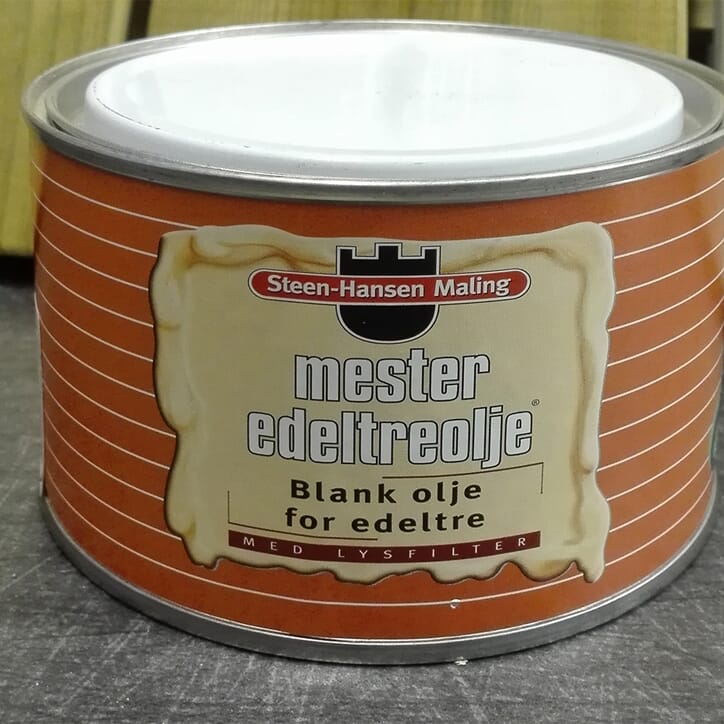 Steen-Hansen Maling
mester
edeltreolje®
Blank olje
for edeltre
MED LYSFILTER